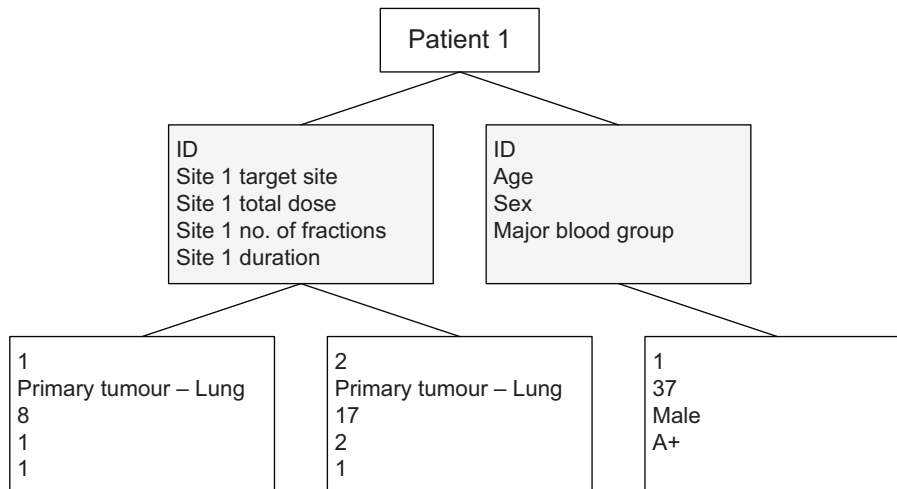 Patient 1
ID
Site 1 target site
Site 1 total dose
Site 1 no. of fractions
Site 1 duration
ID
Age
Sex
Major blood group
1
Primary tumour – Lung
8
1
1
2
Primary tumour – Lung
17
2
1
1
37
Male
A+